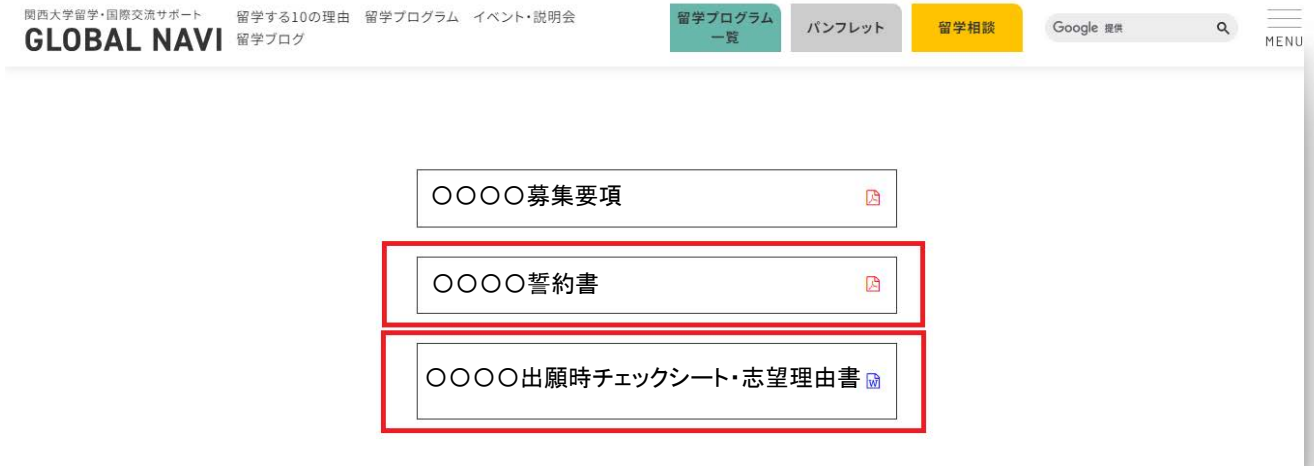 関西大学留学・国際交流サポート
GLOBAL NAVI
留学する10の理由 留学プログラム イベント・説明会
留学ブログ
留学プログラム
一覧
パンフレット
留学相談
Google 提供
MENU
〇〇〇〇募集要項
〇〇〇〇誓約書
〇〇〇〇出願時チェックシート・志望理由書